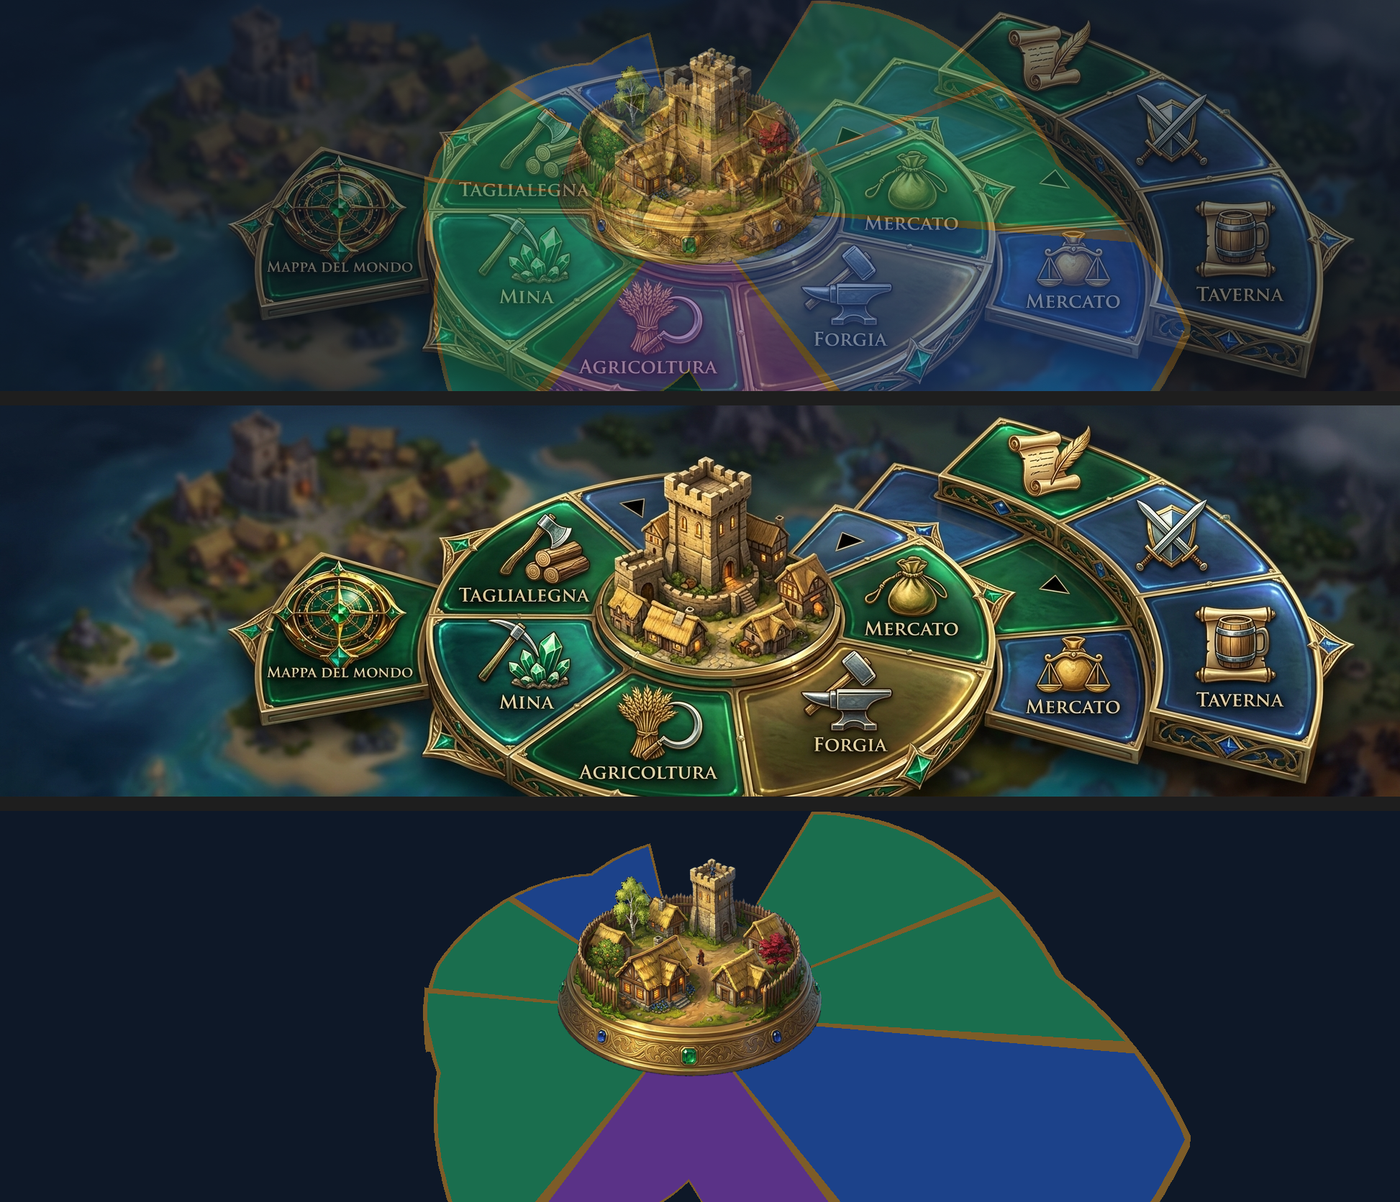 TAGLIALEGNA
MERCATO
MAPPA DEL MONDO
MINA
MERCATO
TAVERNA
FORGIA
AGRICOLTURA
TAGLIALEGNA
MERCATO
MAPPA DEL MONDO
MINA
MERCATO
TAVERNA
FORGIA
AGRICOLTURA